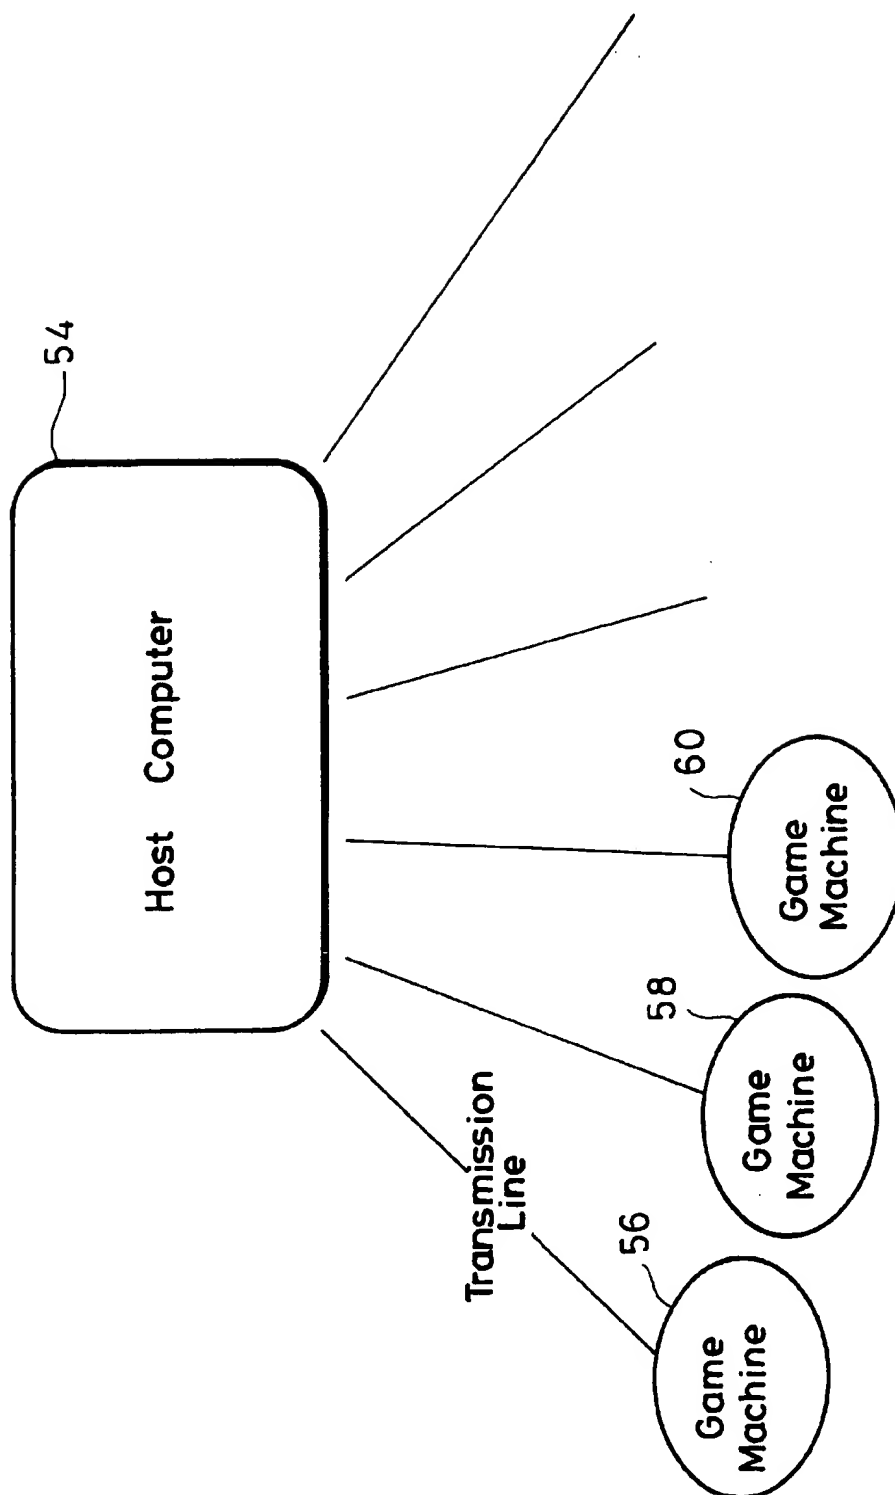 54
Host Computer
Transmission
Line
56
58
60
Game
Machine
Game
Machine
Game
Machine